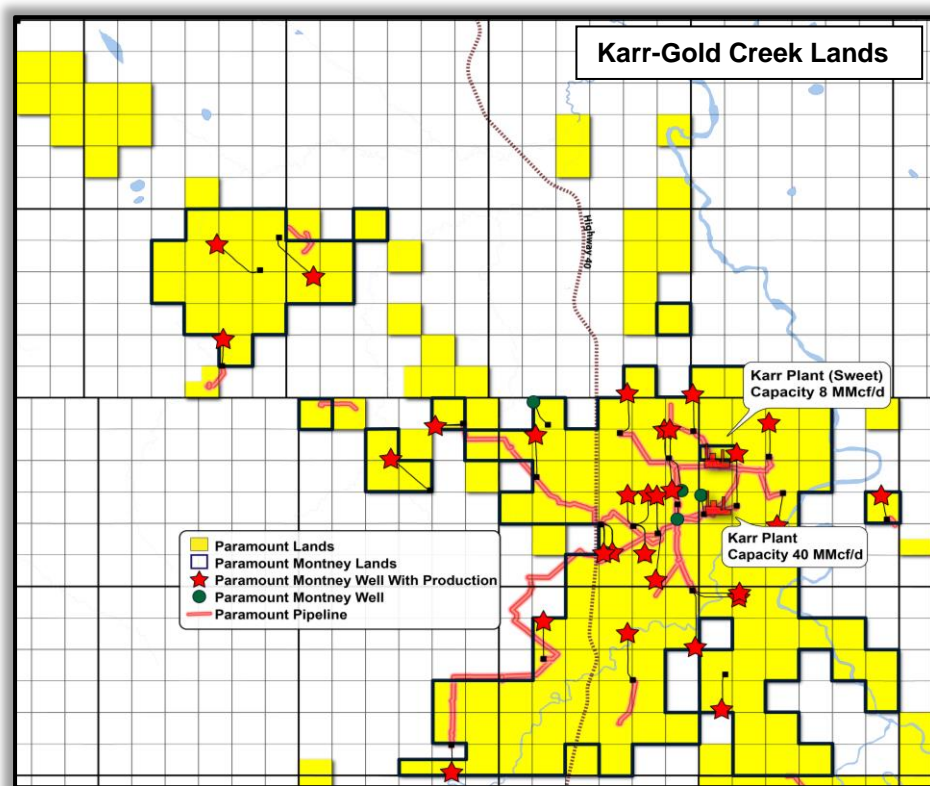 Karr-Gold Creek Lands
Highway 40
Karr Plant (Sweet)
Capacity 8 MMcf/d
Karr Plant
Capacity 40 MMcf/d
Paramount Lands
Paramount Montney Lands
Paramount Montney Well With Production
Paramount Montney Well
Paramount Pipeline